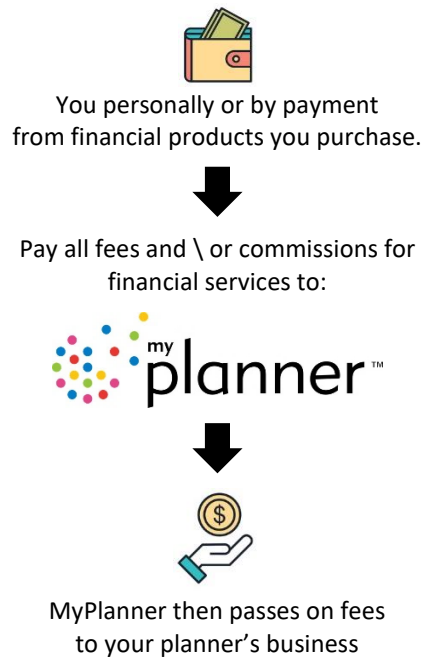 You personally or by payment
from financial products you purchase.
Pay all fees and \ or commissions for
financial services to:
my
planner™
$
MyPlanner then passes on fees
to your planner’s business